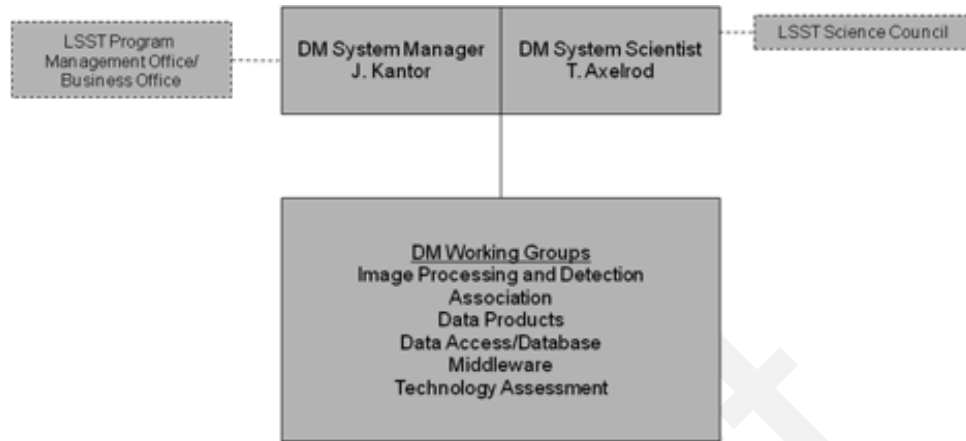 LSST Program
Management Office/
Business Office
DM System Manager
J. Kantor
DM System Scientist
T. Axelrod
LSST Science Council
DM Working Groups
Image Processing and Detection
Association
Data Products
Data Access/Database
Middleware
Technology Assessment